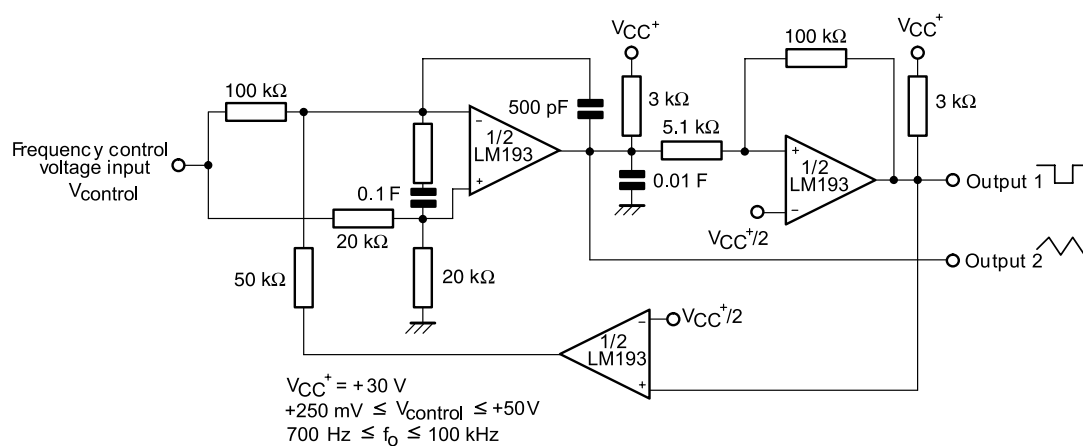 VCC+
100 kΩ
VCC+
100 kΩ
500 pF
3 kΩ
3 kΩ
5.1 kΩ
−
1/2
LM193
+
Frequency control
voltage input
Vcontrol
0.1 F
0.01 F
+
1/2
LM193
−
Output 1
20 kΩ
VCC+/2
50 kΩ
20 kΩ
Output 2
−
VCC+/2
1/2
LM193
+
VCC+ = +30 V
+250 mV ≤ Vcontrol ≤ +50V
700 Hz ≤ fo ≤ 100 kHz